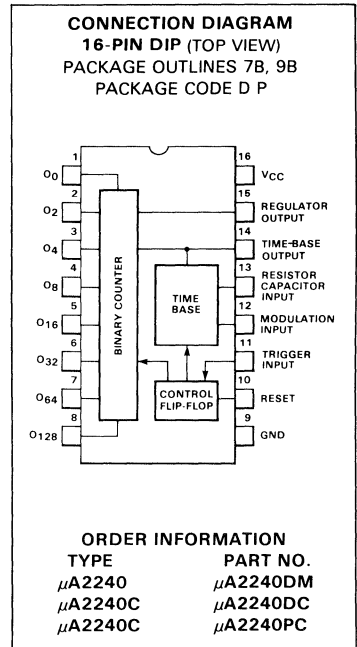 CONNECTION DIAGRAM
16-PIN DIP (TOP VIEW)
PACKAGE OUTLINES 7B, 9B
PACKAGE CODE D P
1
O0
2
O2
3
O4
4
O8
5
O16
6
O32
7
O64
8
O128
BINARY COUNTER
TIME
BASE
CONTROL
FLIP-FLOP
16
VCC
15
REGULATOR
OUTPUT
14
TIME-BASE
OUTPUT
13
RESISTOR
CAPACITOR
INPUT
12
MODULATION
INPUT
11
TRIGGER
INPUT
10
RESET
9
GND
ORDER INFORMATION
TYPE PART NO.
μA2240 μA2240DM
μA2240C μA2240DC
μA2240C μA2240PC